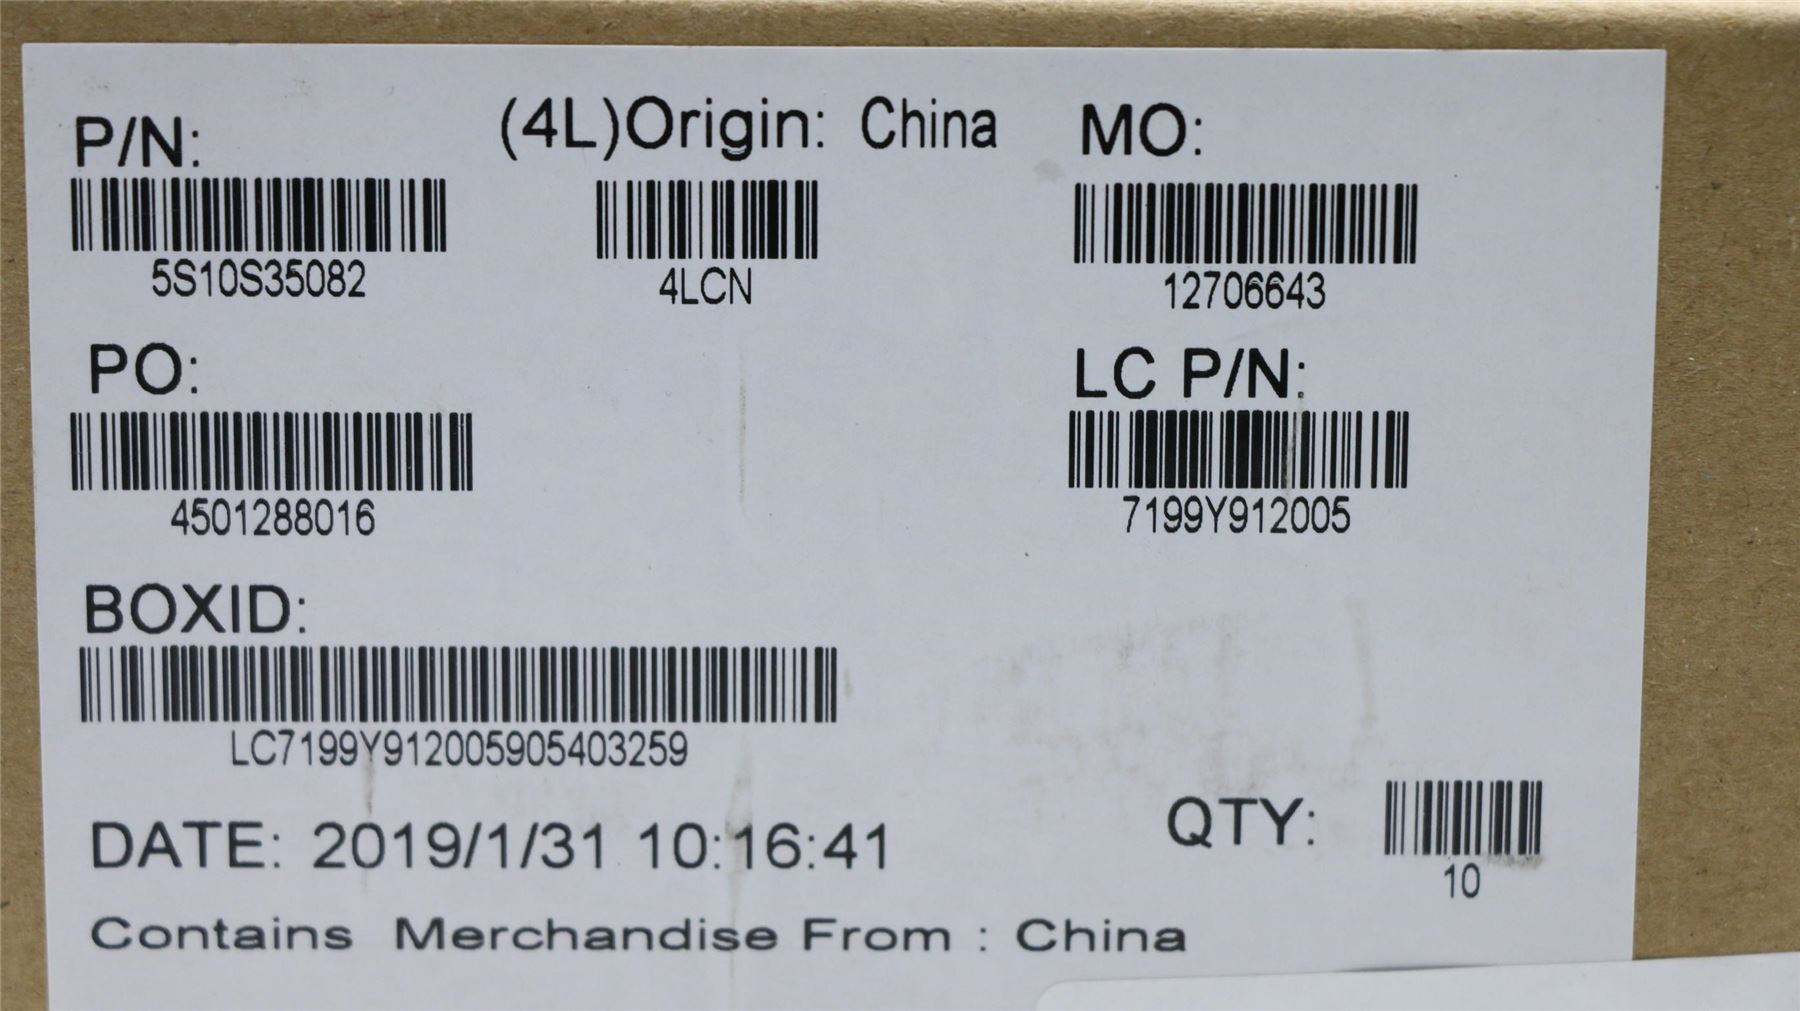 P/N: (4L)Origin: China MO:
5S10S35082 4LCN 12706643
PO: LC P/N:
4501288016 7199Y912005
BOXID:
LC7199Y912005905403259
DATE: 2019/1/31 10:16:41 QTY:
10
Contains Merchandise From : China